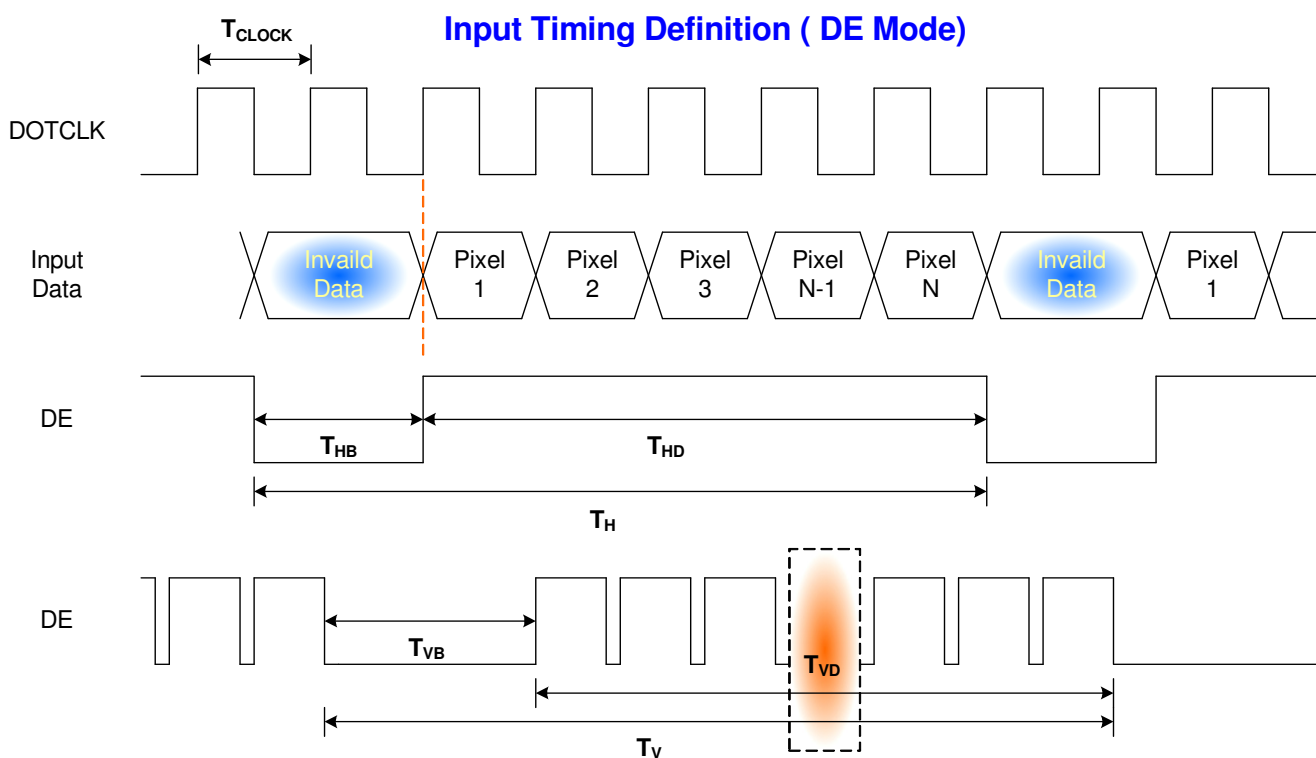 Input Timing Definition ( DE Mode)
TCLOCK
DOTCLK
Input
Data
Invaild
Data
Pixel
1
Pixel
2
Pixel
3
Pixel
N-1
Pixel
N
Invaild
Data
Pixel
1
DE
THB
THD
TH
DE
TVB
TVD
TV